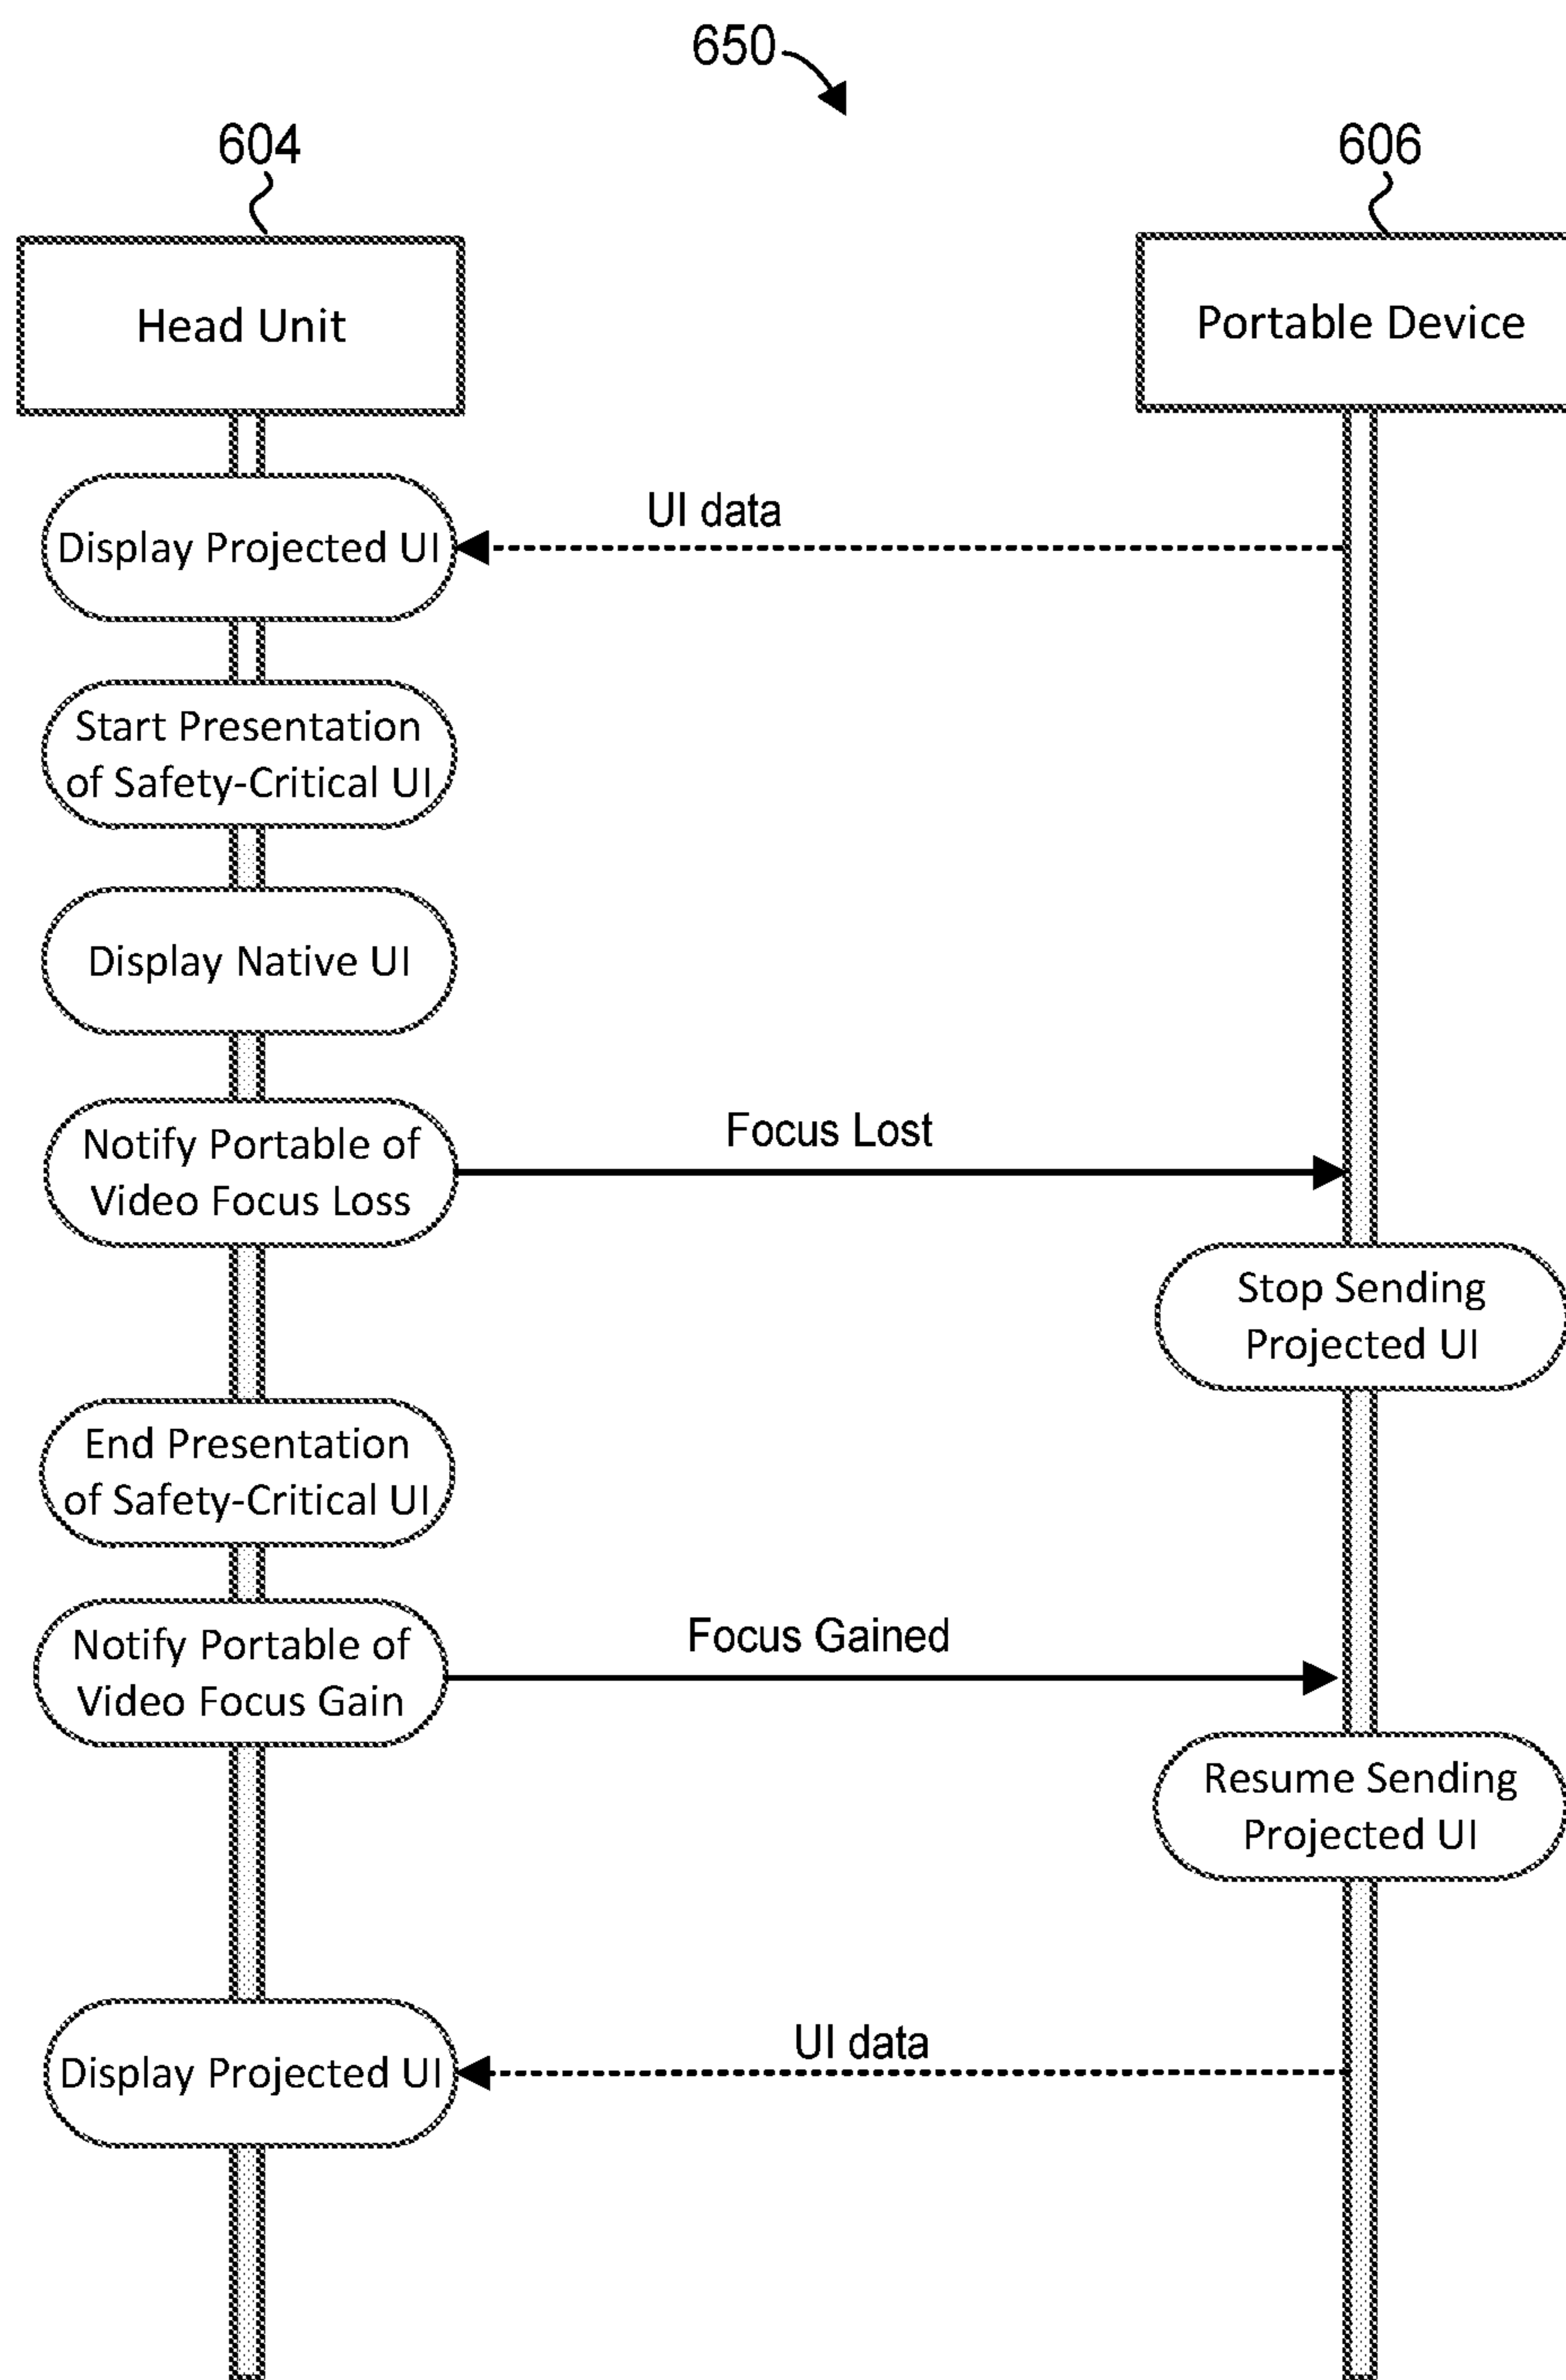 650
604
606
Head Unit
Portable Device
UI data
Display Projected UI
Start Presentation
of Safety-Critical UI
Display Native UI
Notify Portable of
Video Focus Loss
Focus Lost
Stop Sending
Projected UI
End Presentation
of Safety-Critical UI
Notify Portable of
Video Focus Gain
Focus Gained
Resume Sending
Projected UI
UI data
Display Projected UI